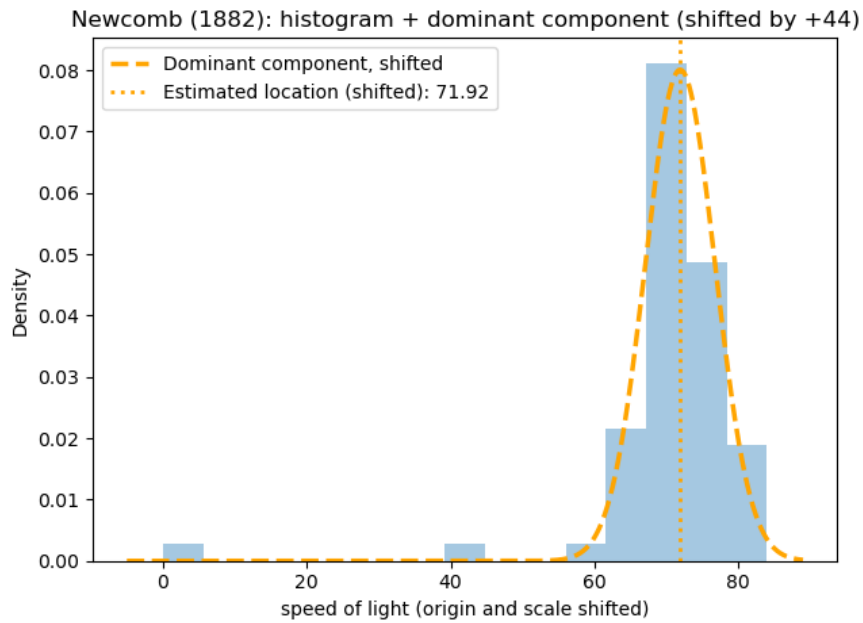 Newcomb (1882): histogram + dominant component (shifted by +44)
Dominant component, shifted
Estimated location (shifted): 71.92
Density
0.08
0.07
0.06
0.05
0.04
0.03
0.02
0.01
0.00
0 20 40 60 80
speed of light (origin and scale shifted)